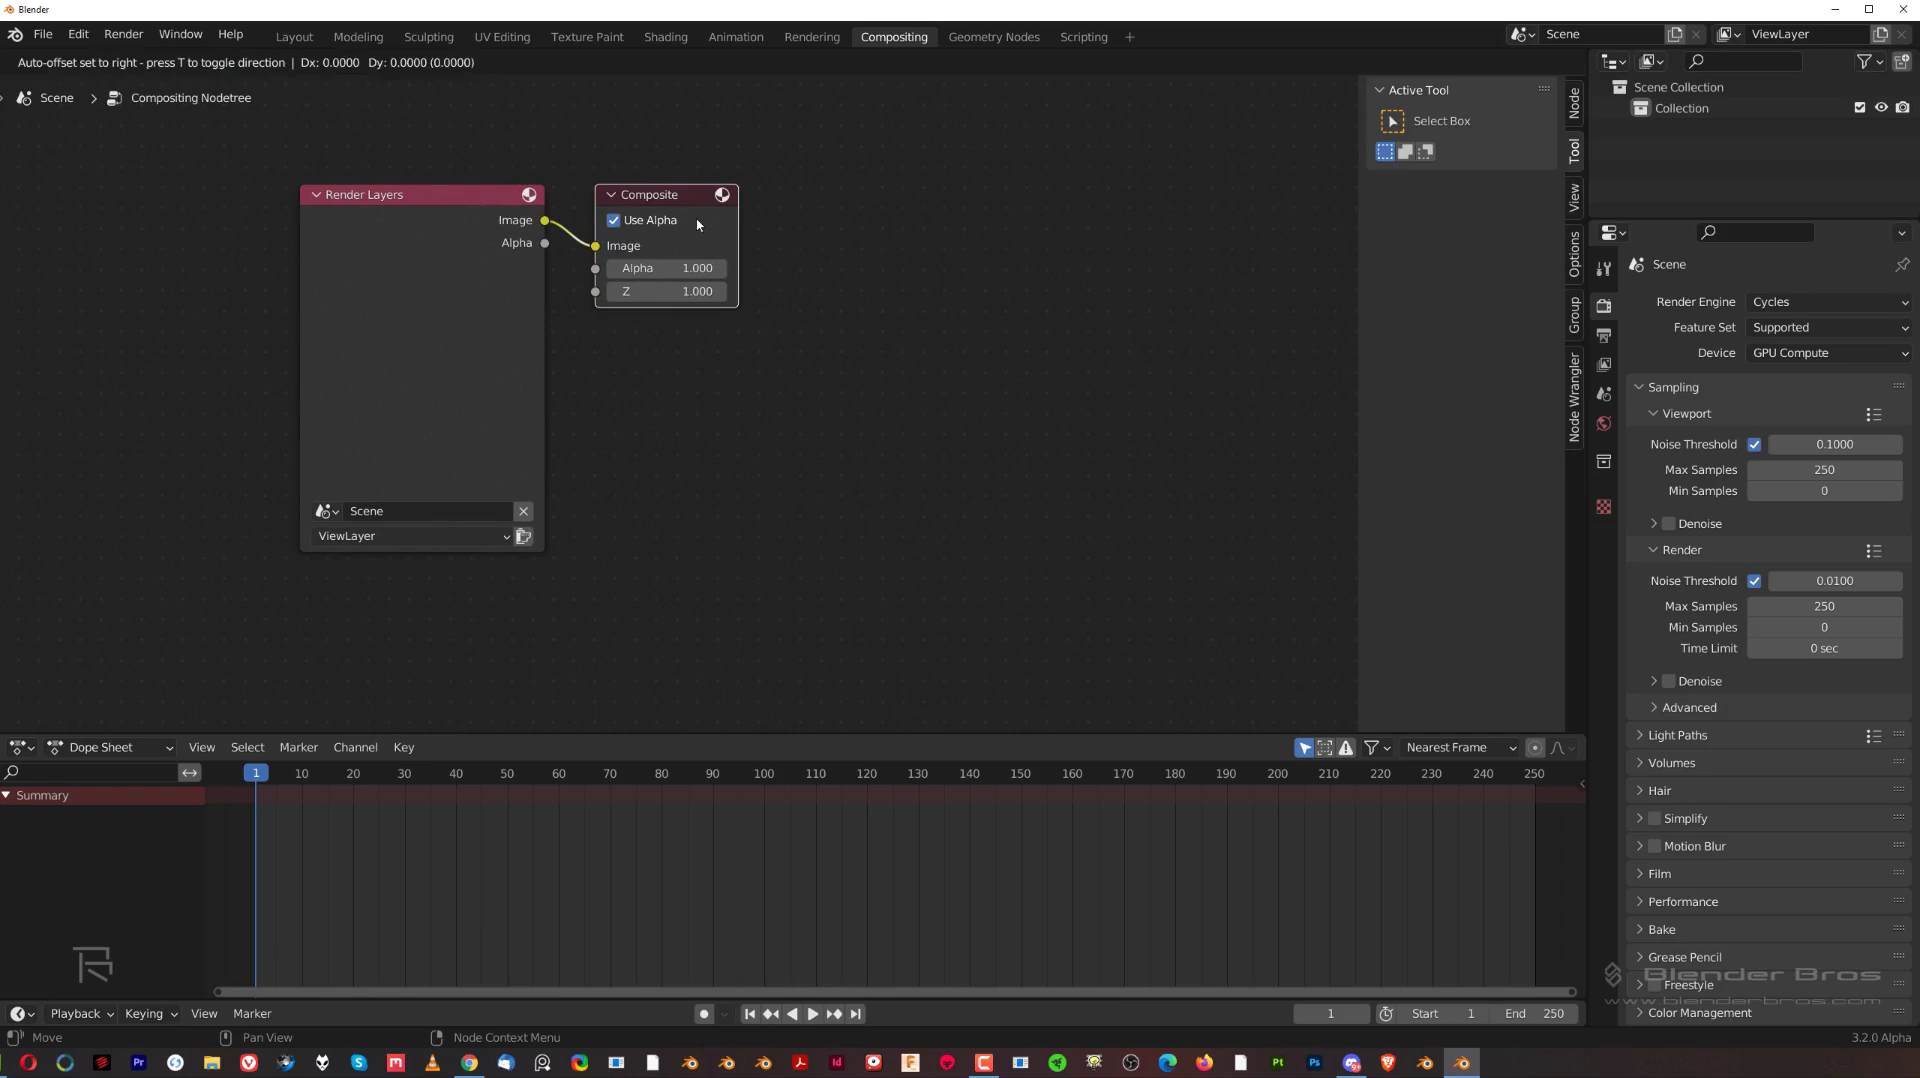 Blender
File Edit Render Window Help Layout Modeling Sculpting UV Editing Texture Paint Shading Animation Rendering Compositing Geometry Nodes Scripting + Scene ViewLayer
Auto-offset set to right - press T to toggle direction | Dx: 0.0000 Dy: 0.0000 (0.0000)
Scene > Compositing Nodetree
Render Layers
Image
Alpha
Scene
ViewLayer
Composite
Use Alpha
Image
Alpha 1.000
Z 1.000
Active Tool
Select Box
Node
Tool
View
Options
Group
Node Wrangler
Scene Collection
Collection
Scene
Render Engine Cycles
Feature Set Supported
Device GPU Compute
Sampling
Viewport
Noise Threshold 0.1000
Max Samples 250
Min Samples 0
Denoise
Render
Noise Threshold 0.0100
Max Samples 250
Min Samples 0
Time Limit 0 sec
Denoise
Advanced
Light Paths
Volumes
Hair
Simplify
Motion Blur
Film
Performance
Bake
Grease Pencil
Freestyle
Color Management
Blender Bros
www.blenderbros.com
Dope Sheet View Select Marker Channel Key Nearest Frame
1 10 20 30 40 50 60 70 80 90 100 110 120 130 140 150 160 170 180 190 200 210 220 230 240 250
Summary
Playback Keying View Marker 1 Start 1 End 250
Move Pan View Node Context Menu 3.2.0 Alpha